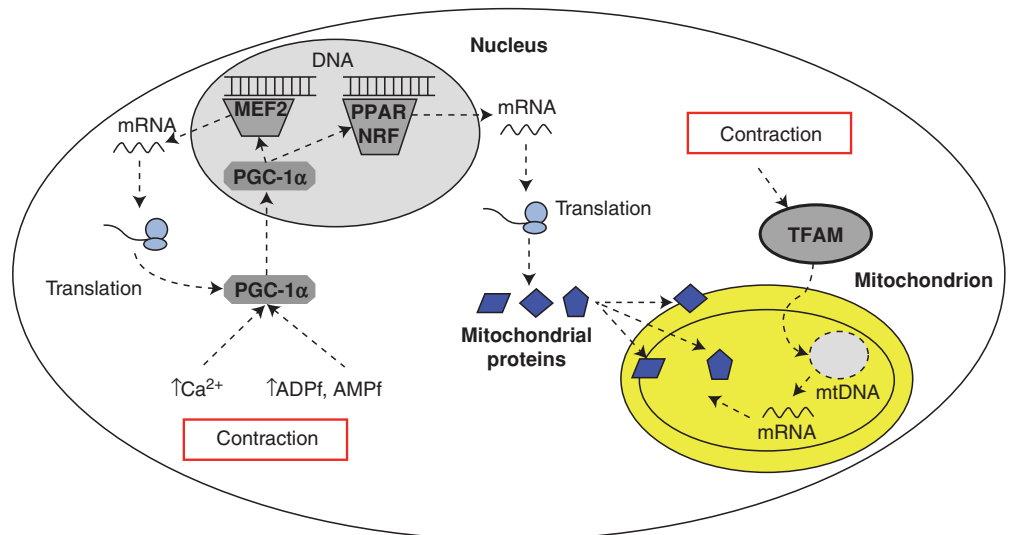 Nucleus
DNA
MEF2
PPAR
NRF
mRNA
mRNA
PGC-1α
Contraction
Translation
TFAM
Translation
PGC-1α
Mitochondrion
Mitochondrial
proteins
↑Ca²⁺
↑ADPf, AMPf
mtDNA
mRNA
Contraction